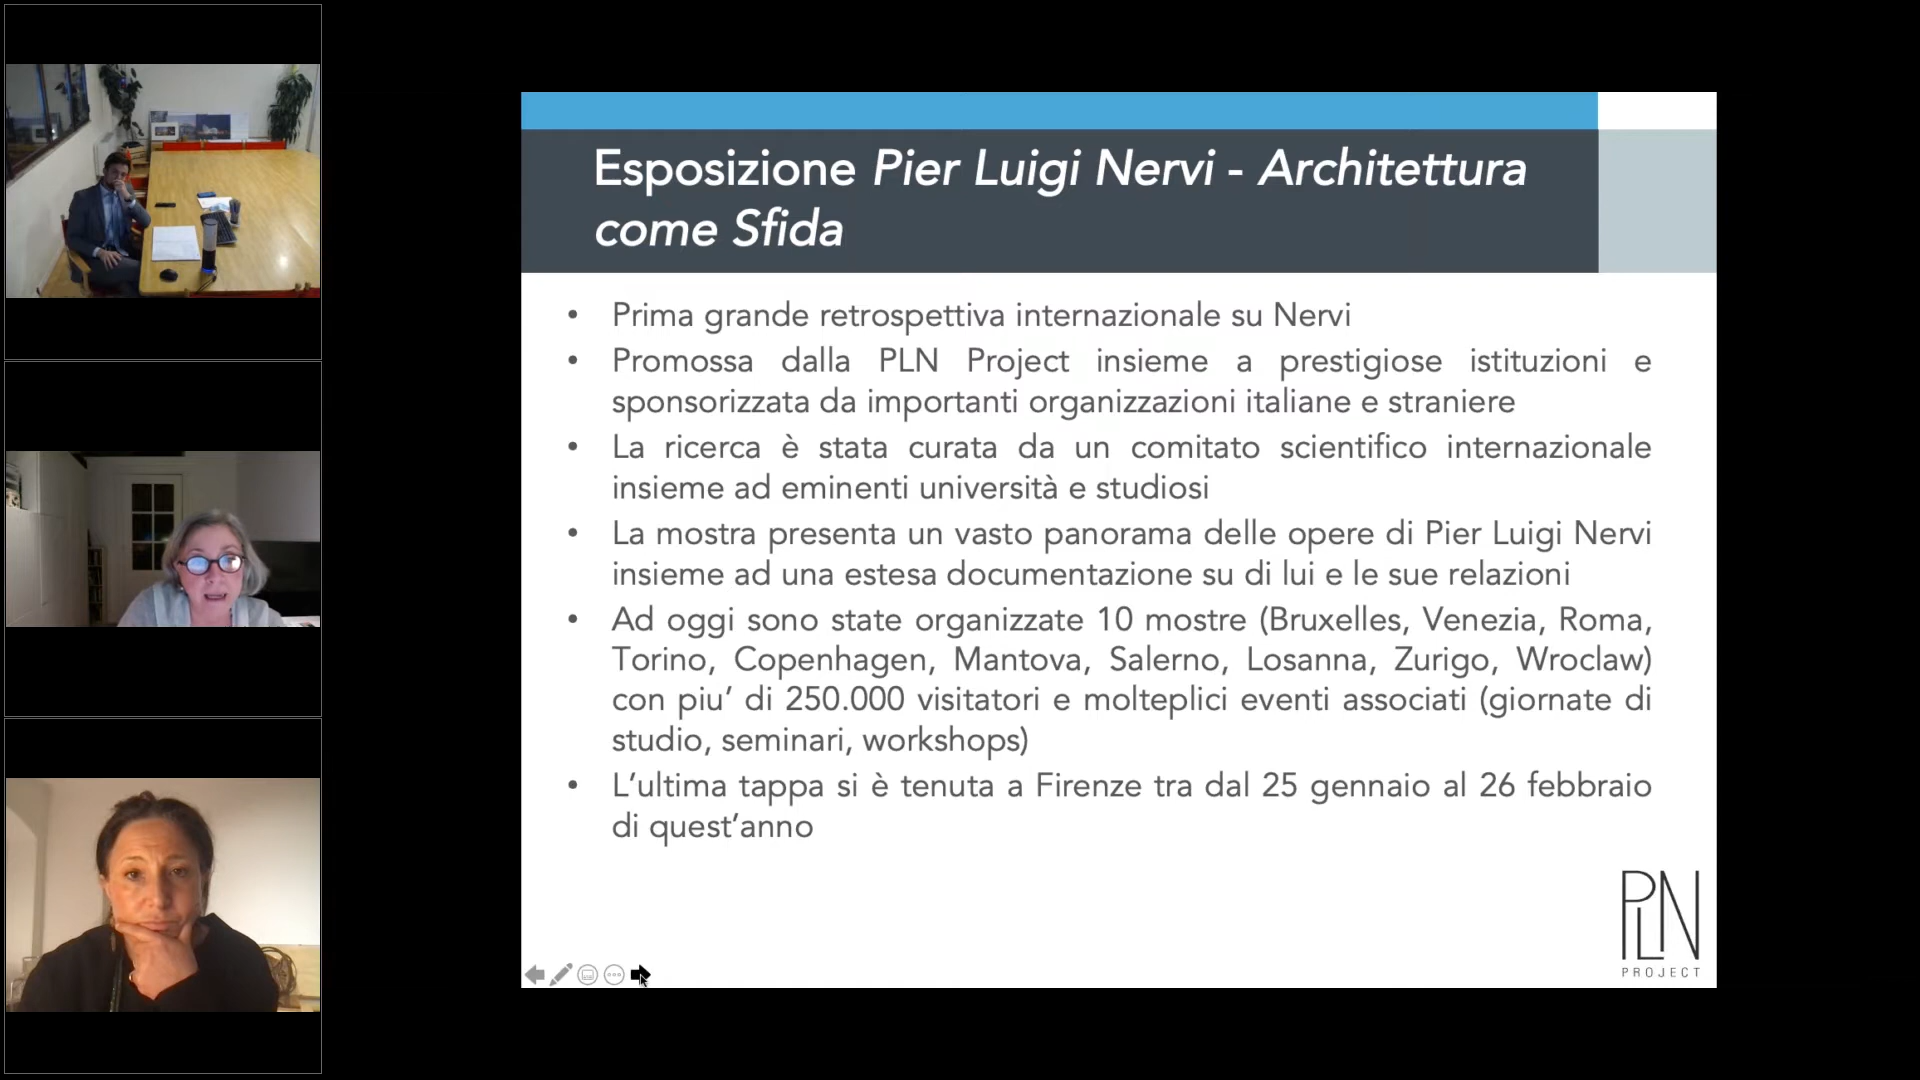 Esposizione Pier Luigi Nervi - Architettura
come Sfida
• Prima grande retrospettiva internazionale su Nervi
• Promossa dalla PLN Project insieme a prestigiose istituzioni e
sponsorizzata da importanti organizzazioni italiane e straniere
• La ricerca è stata curata da un comitato scientifico internazionale
insieme ad eminenti università e studiosi
• La mostra presenta un vasto panorama delle opere di Pier Luigi Nervi
insieme ad una estesa documentazione su di lui e le sue relazioni
• Ad oggi sono state organizzate 10 mostre (Bruxelles, Venezia, Roma,
Torino, Copenhagen, Mantova, Salerno, Losanna, Zurigo, Wroclaw)
con piu’ di 250.000 visitatori e molteplici eventi associati (giornate di
studio, seminari, workshops)
• L’ultima tappa si è tenuta a Firenze tra dal 25 gennaio al 26 febbraio
di quest’anno
PLN
PROJECT